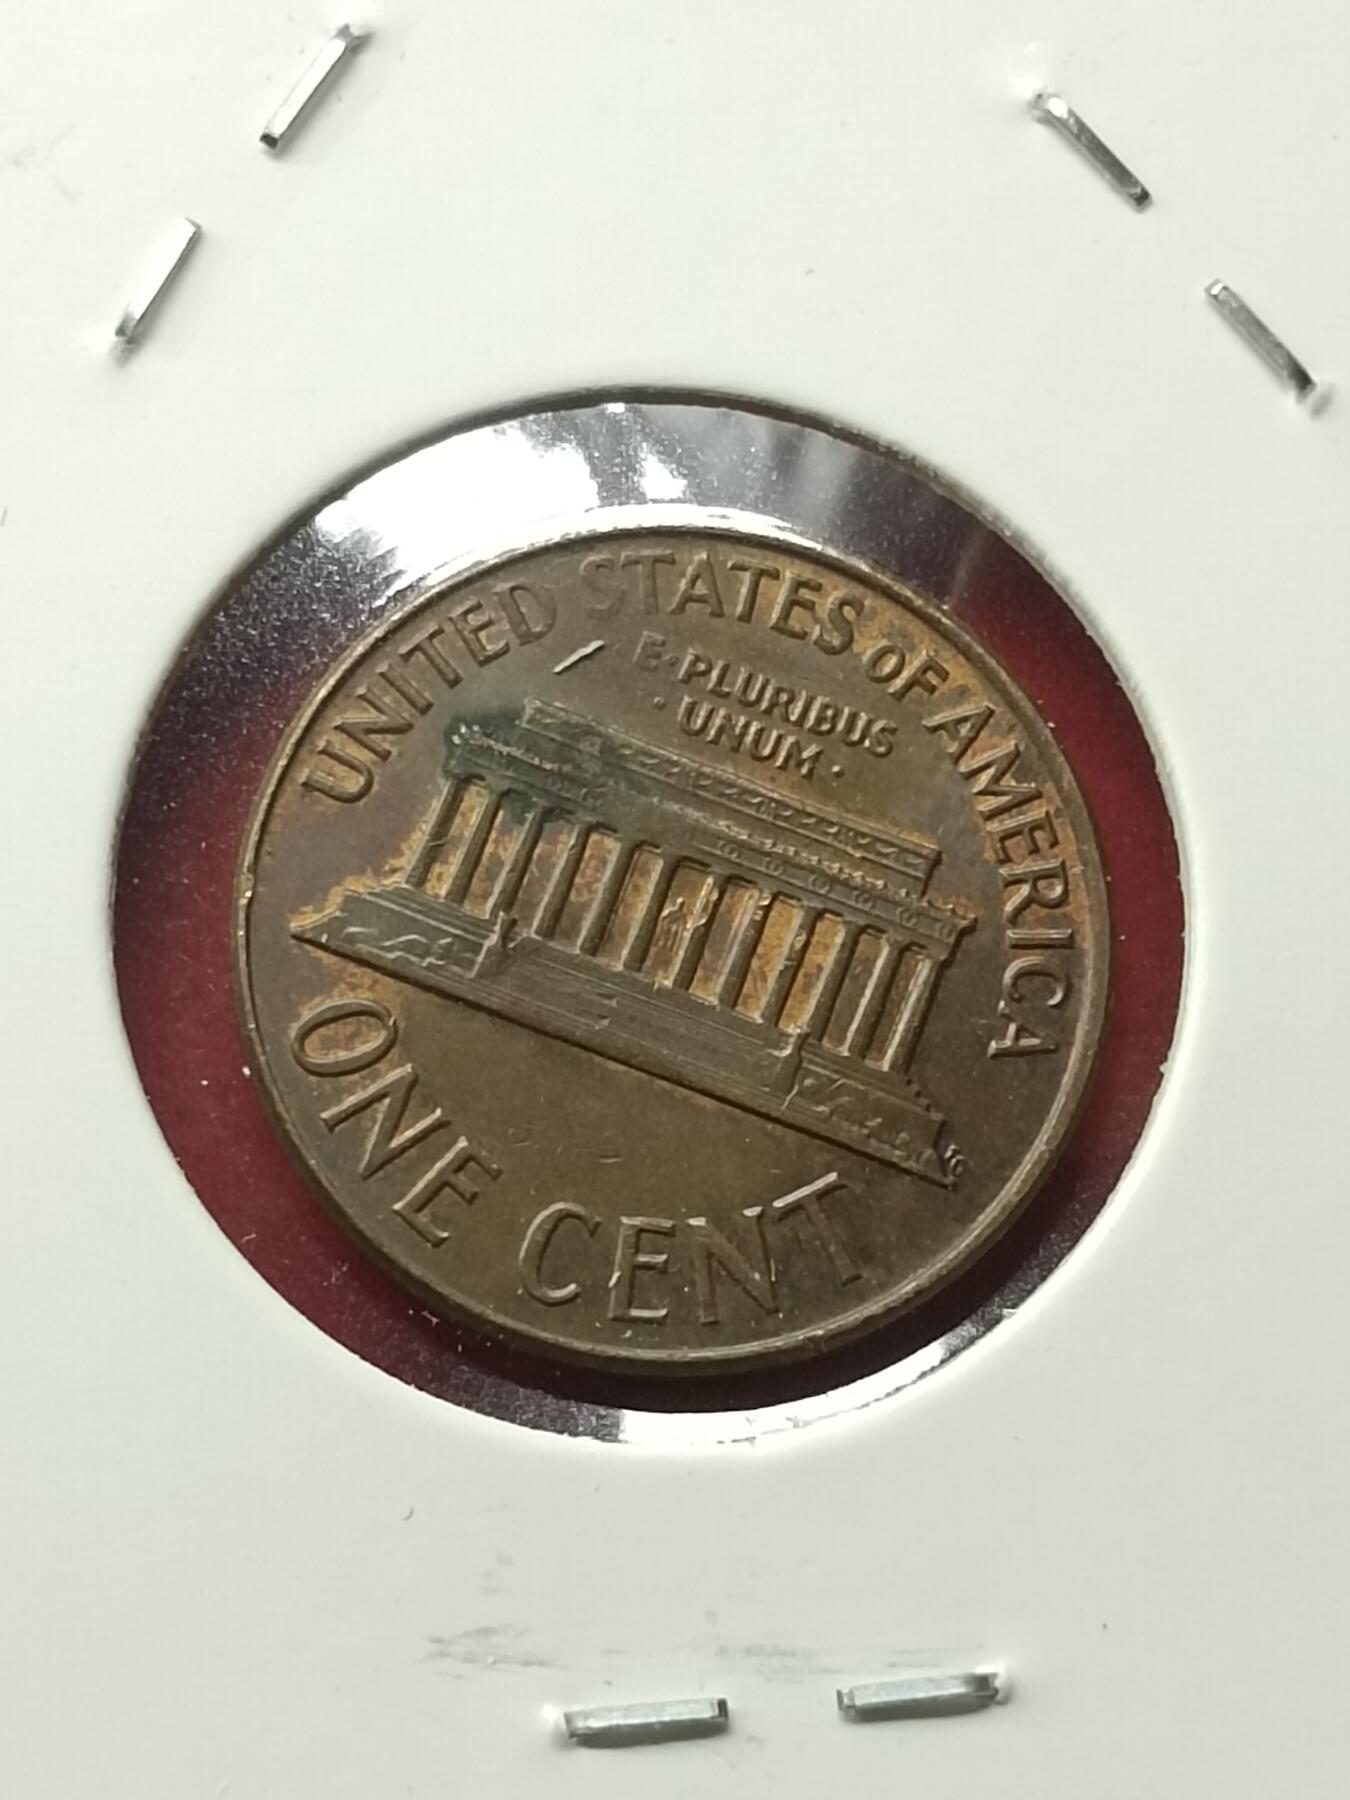 UNITED STATES OF AMERICA
E·PLURIBUS
·UNUM·
ONE CENT